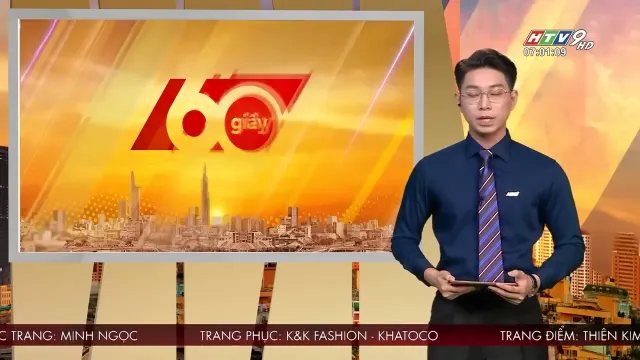 HTV9 HD
07:01:09
60 giây
C TRANG: MINH NGỌC TRANG PHỤC: K&K FASHION - KHATOCO TRANG ĐIỂM: THIÊN KIM